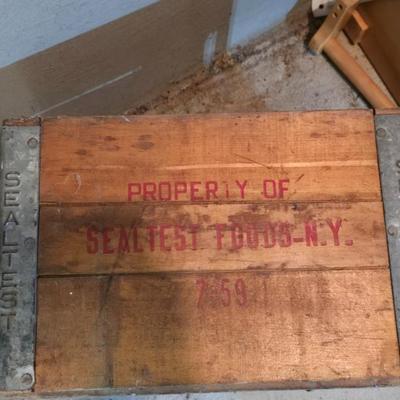 SEALTEST
PROPERTY OF
SEALTEST FOODS-N.Y.
7-59